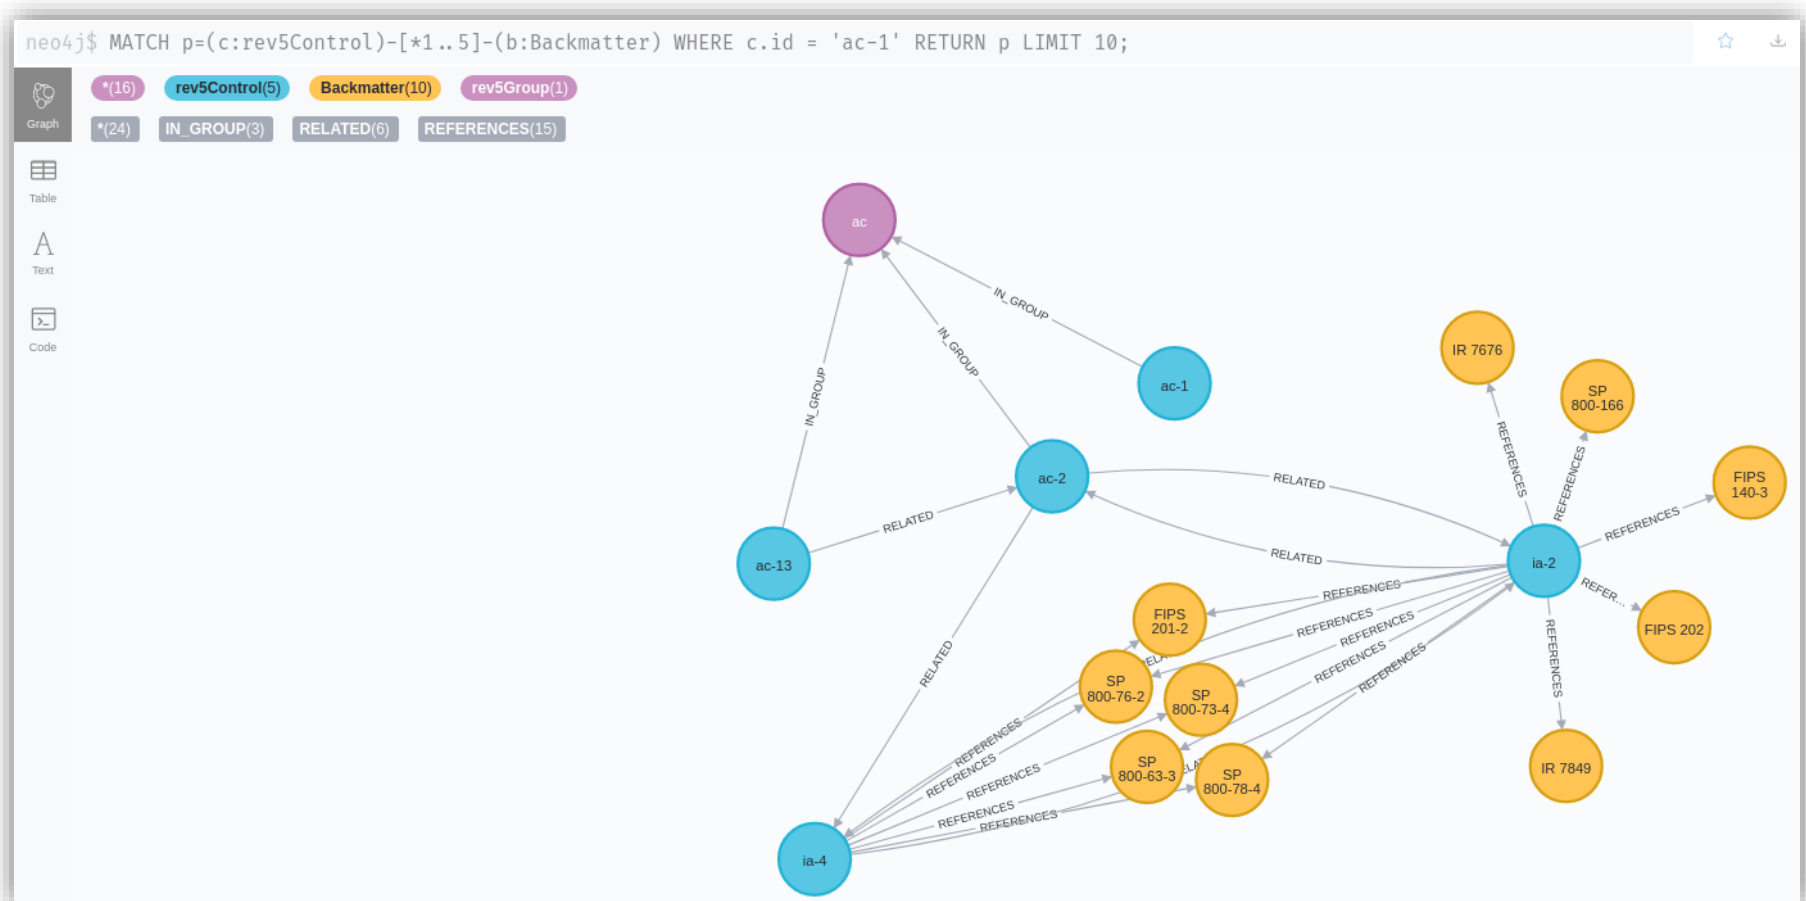 neo4j$ MATCH p=(c:rev5Control)-[*1..5]-(b:Backmatter) WHERE c.id = 'ac-1' RETURN p LIMIT 10;
*(16) rev5Control(5) Backmatter(10) rev5Group(1)
*(24) IN_GROUP(3) RELATED(6) REFERENCES(15)
Graph
Table
Text
Code
ac
IN_GROUP
IN_GROUP
IN_GROUP
ac-1
IR 7676
SP
800-166
FIPS
140-3
ac-2
RELATED
REFERENCES
REFERENCES
REFERENCES
RELATED
ac-13
RELATED
ia-2
REFER...
FIPS 202
REFERENCES
FIPS
201-2
REFERENCES
REFERENCES
REFERENCES
REFERENCES
REFERENCES
RELATED
SP
800-76-2
SP
800-73-4
SP
800-63-3
SP
800-78-4
IR 7849
REFERENCES
REFERENCES
REFERENCES
REFERENCES
REFERENCES
ia-4